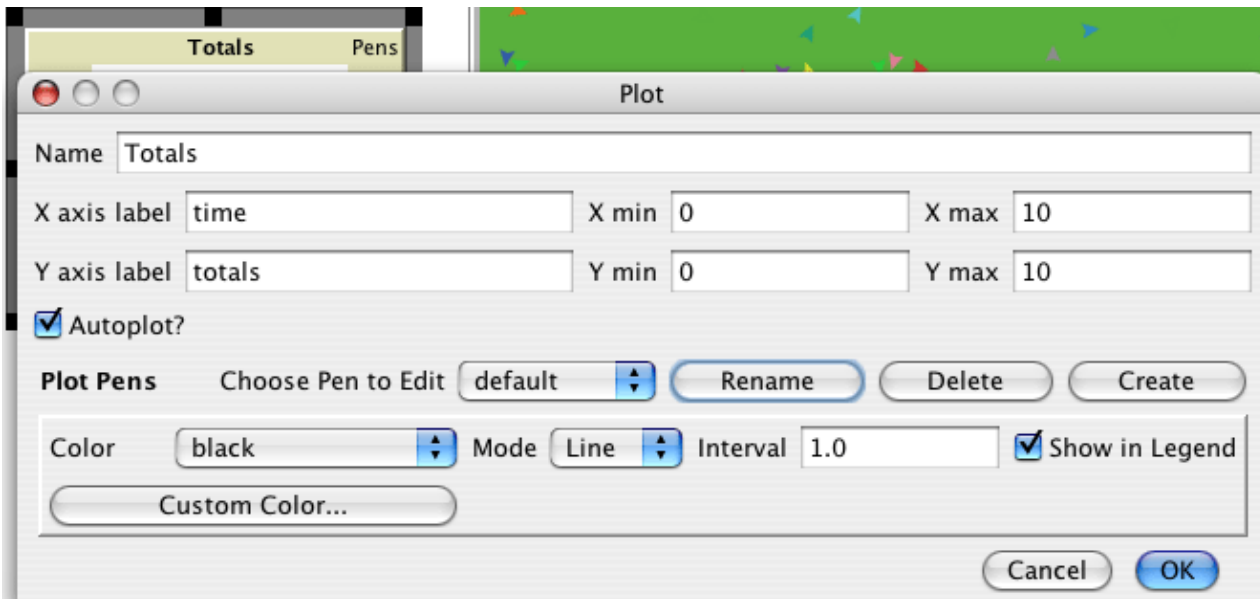 Totals Pens
Plot
Name Totals
X axis label time X min 0 X max 10
Y axis label totals Y min 0 Y max 10
Autoplot?
Plot Pens Choose Pen to Edit default Rename Delete Create
Color black Mode Line Interval 1.0 Show in Legend
Custom Color...
Cancel OK